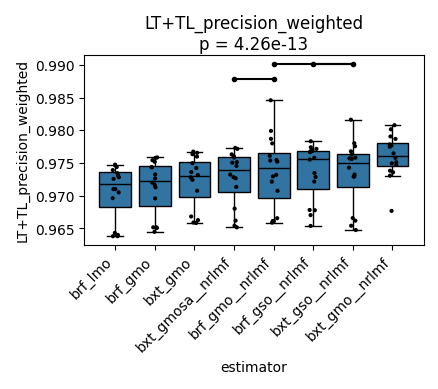 LT+TL_precision_weighted
p = 4.26e-13
LT+TL_precision_weighted
0.990
0.985
0.980
0.975
0.970
0.965
brf_lmo
brf_gmo
bxt_gmo
bxt_gmosa__nrlmf
brf_gmo__nrlmf
brf_gso__nrlmf
bxt_gso__nrlmf
bxt_gmo__nrlmf
estimator